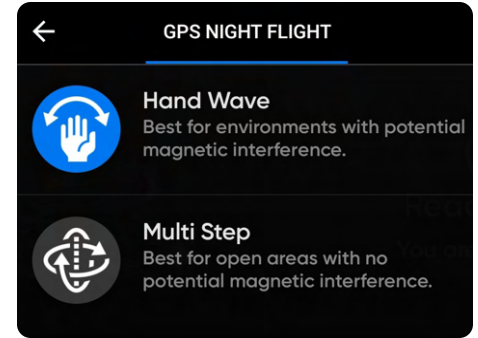 GPS NIGHT FLIGHT
Hand Wave
Best for environments with potential
magnetic interference.
Multi Step
Best for open areas with no
potential magnetic interference.